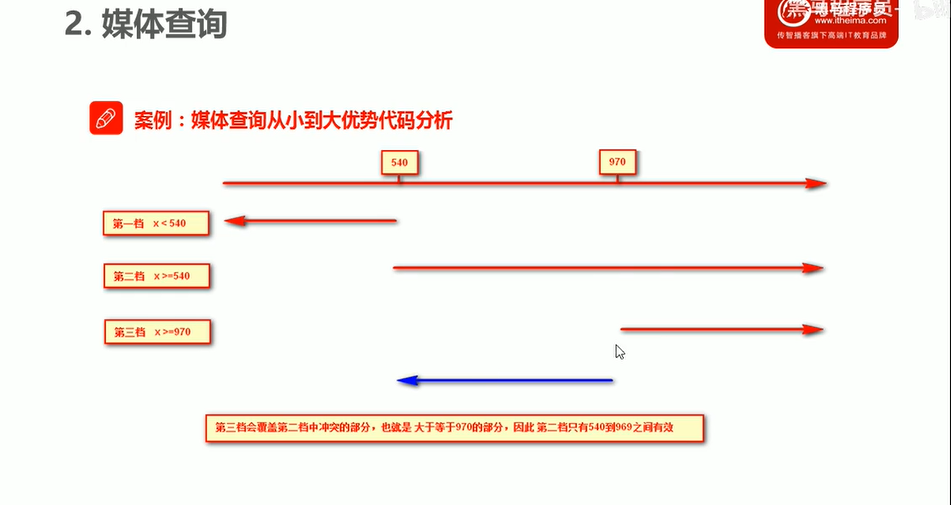 2. 媒体查询
黑马程序员
www.itheima.com
传智播客旗下高端IT教育品牌
案例：媒体查询从小到大优势代码分析
540
970
第一档 x < 540
第二档 x >=540
第三档 x >=970
第三档会覆盖第二档中冲突的部分，也就是 大于等于970的部分，因此 第二档只有540到969之间有效